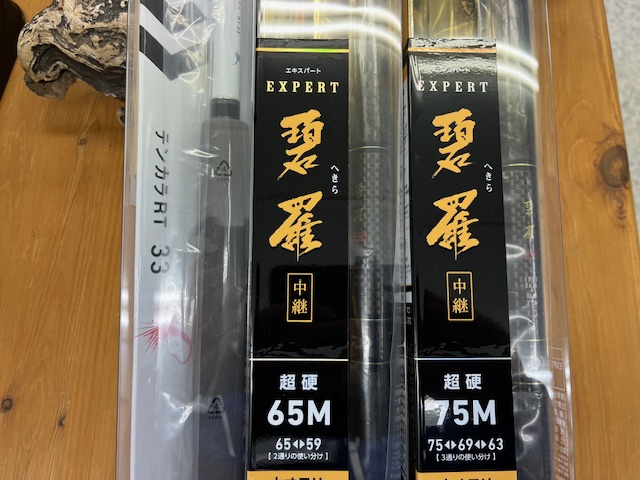 テンカラRT 33
エキスパート
EXPERT
碧羅
へきら
中継
超硬
65M
65◂▸59
【2通りの使い分け】
エキスパート
EXPERT
碧羅
へきら
中継
超硬
75M
75◂▸69◂▸63
【3通りの使い分け】